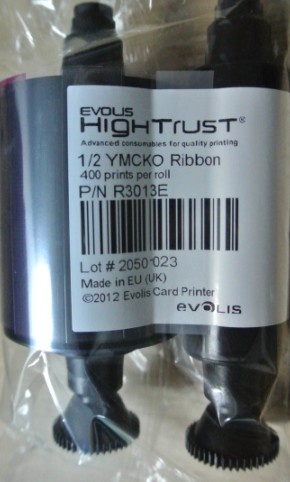 EVOLIS
HIGHTRUST®
Advanced consumables for quality printing
1/2 YMCKO Ribbon
400 prints per roll
P/N R3013E
Lot # 2050-023
Made in EU (UK)
©2012 Evolis Card Printer
evolis